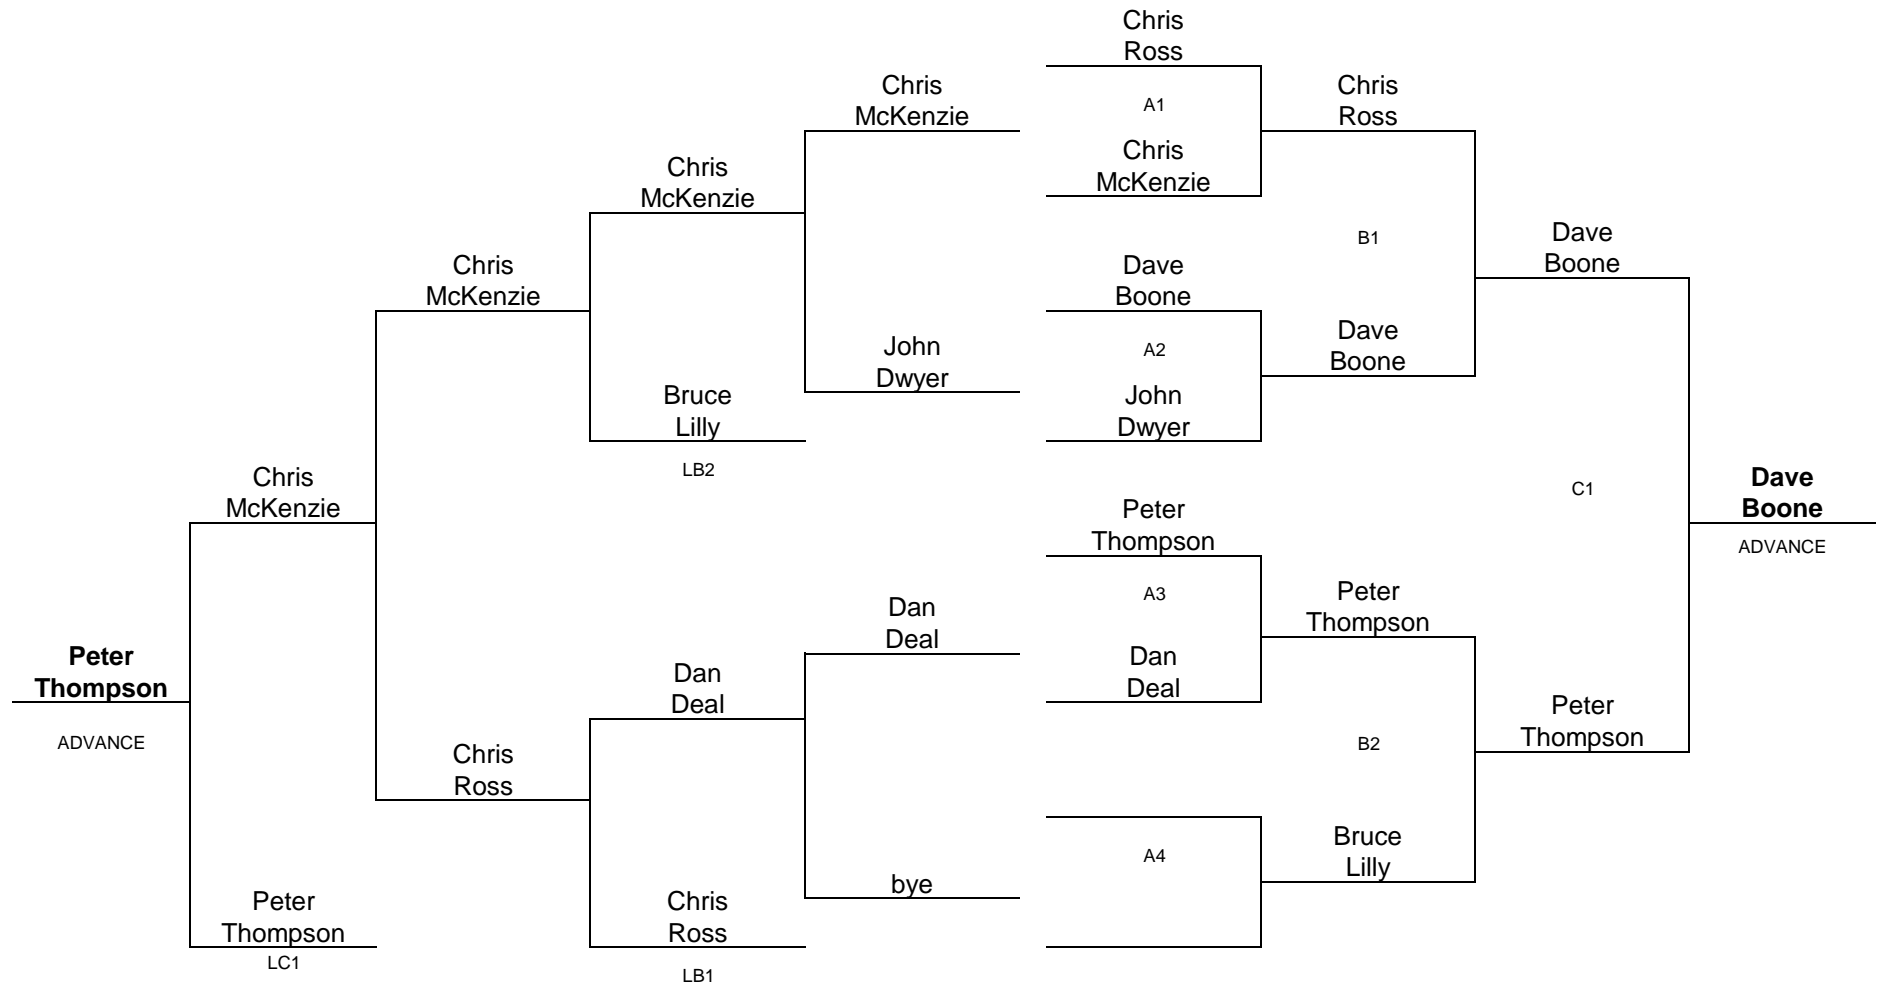 Chris
Ross
Chris
McKenzie
A1
Chris
Ross
Chris
McKenzie
Chris
McKenzie
B1
Dave
Boone
Chris
McKenzie
Dave
Boone
John
Dwyer
A2
Dave
Boone
Bruce
Lilly
John
Dwyer
LB2
Chris
McKenzie
C1
Dave
Boone
ADVANCE
Peter
Thompson
A3
Peter
Thompson
Dan
Deal
Peter
Thompson
ADVANCE
Dan
Deal
Dan
Deal
B2
Peter
Thompson
Chris
Ross
A4
Bruce
Lilly
bye
Peter
Thompson
LC1
Chris
Ross
LB1